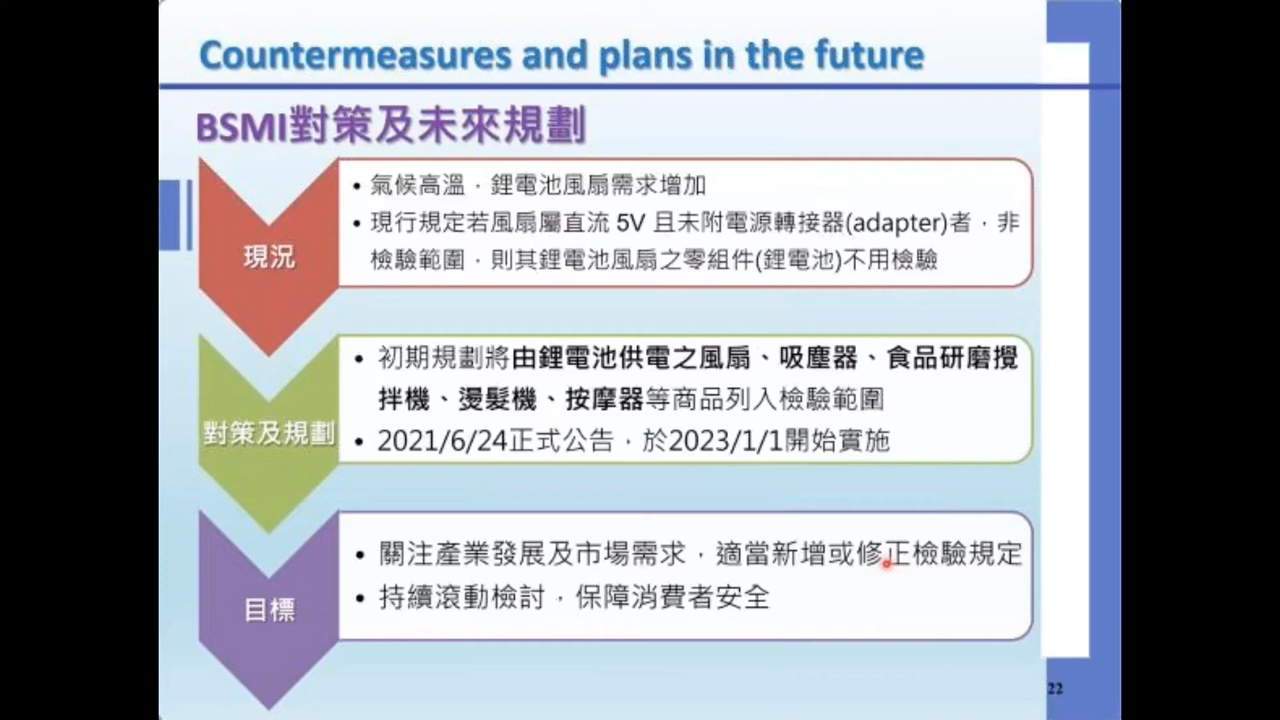 Countermeasures and plans in the future
BSMI對策及未來規劃
現況
• 氣候高溫，鋰電池風扇需求增加
• 現行規定若風扇屬直流 5V 且未附電源轉接器(adapter)者，非
檢驗範圍，則其鋰電池風扇之零組件(鋰電池)不用檢驗
對策及規劃
• 初期規劃將由鋰電池供電之風扇、吸塵器、食品研磨攪
拌機、燙髮機、按摩器等商品列入檢驗範圍
• 2021/6/24正式公告，於2023/1/1開始實施
目標
• 關注產業發展及市場需求，適當新增或修正檢驗規定
• 持續滾動檢討，保障消費者安全
22